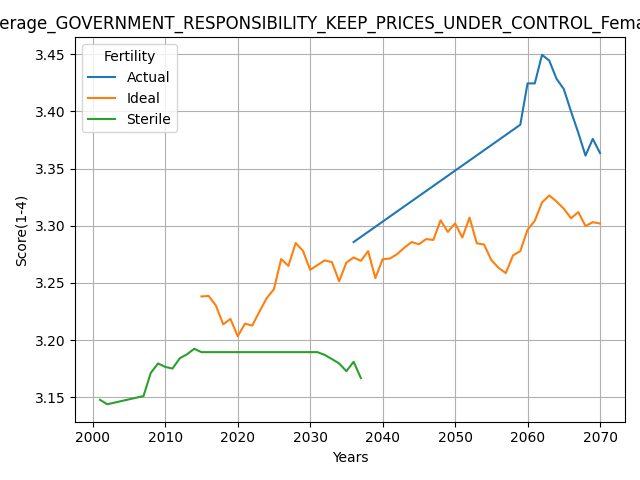 erage_GOVERNMENT_RESPONSIBILITY_KEEP_PRICES_UNDER_CONTROL_Fema
Fertility
Actual
Ideal
Sterile
Score(1-4)
3.45
3.40
3.35
3.30
3.25
3.20
3.15
2000 2010 2020 2030 2040 2050 2060 2070
Years